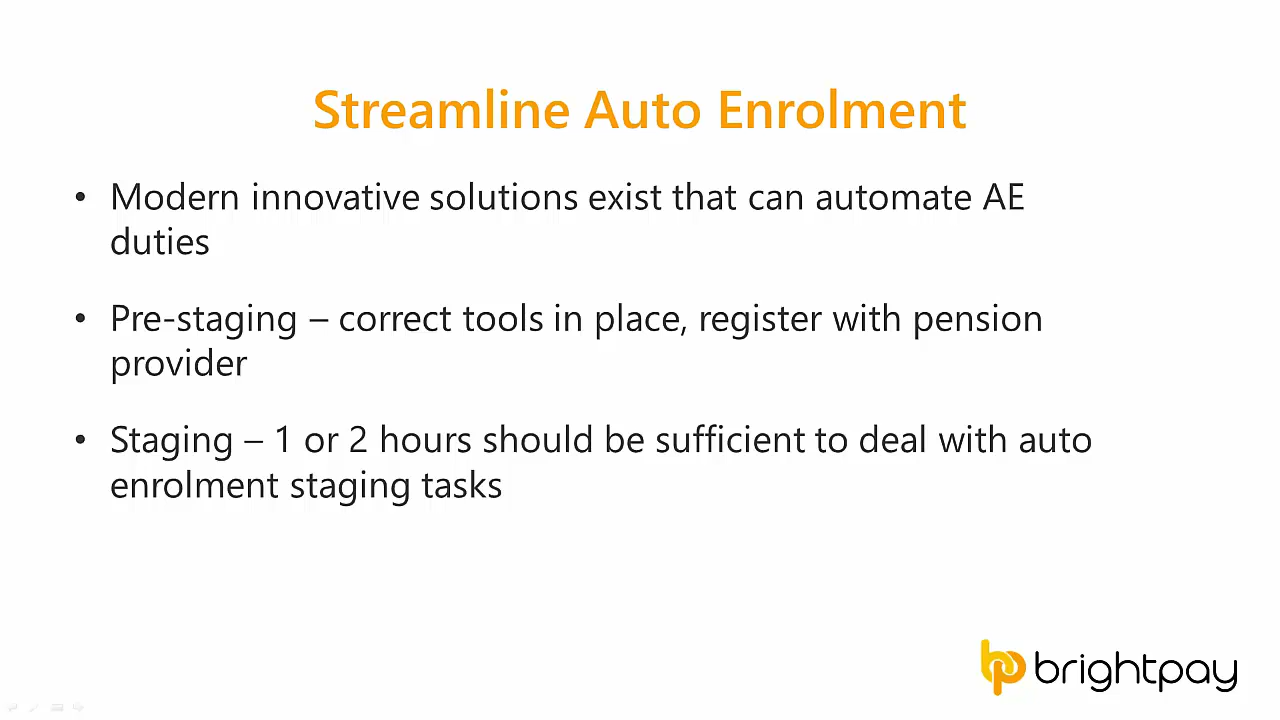 Streamline Auto Enrolment
• Modern innovative solutions exist that can automate AE
duties
• Pre-staging – correct tools in place, register with pension
provider
• Staging – 1 or 2 hours should be sufficient to deal with auto
enrolment staging tasks
bp brightpay